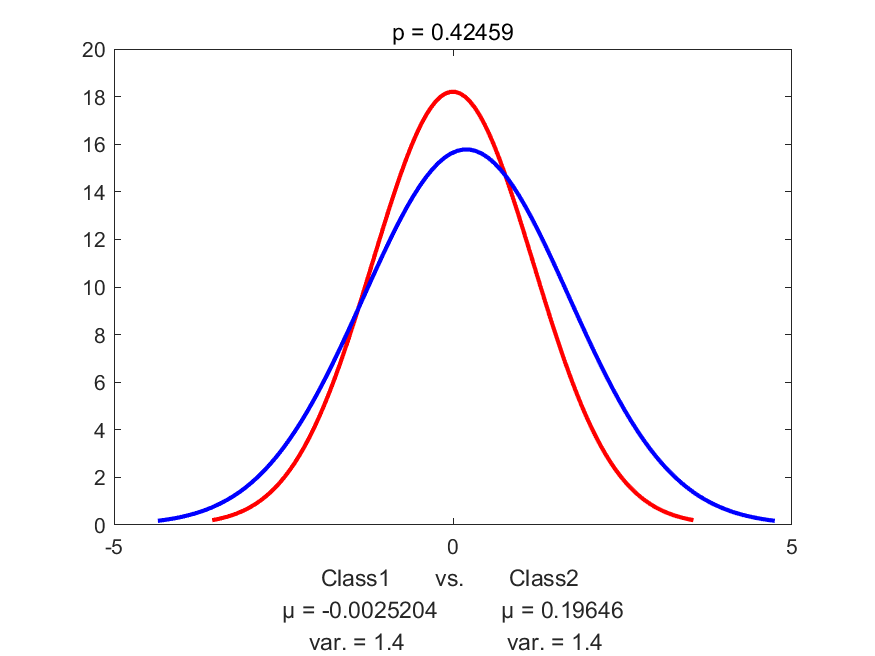 p = 0.42459
20
18
16
14
12
10
8
6
4
2
0
-5 0 5
Class1 vs. Class2
μ = -0.0025204 μ = 0.19646
var. = 1.4 var. = 1.4